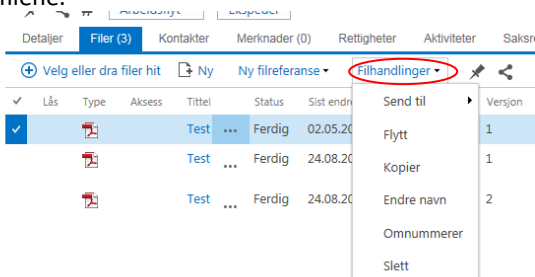 Detaljer Filer (3) Kontakter Merknader (0) Rettigheter Aktiviteter Saksre
Velg eller dra filer hit Ny Ny filreferanse Filhandlinger
Lås Type Aksess Tittel Status Sist endre Send til Versjon
Test ... Ferdig 02.05.20 Flytt 1
Test ... Ferdig 24.08.20 Kopier 1
Test ... Ferdig 24.08.20 Endre navn 2
Omnummerer
Slett